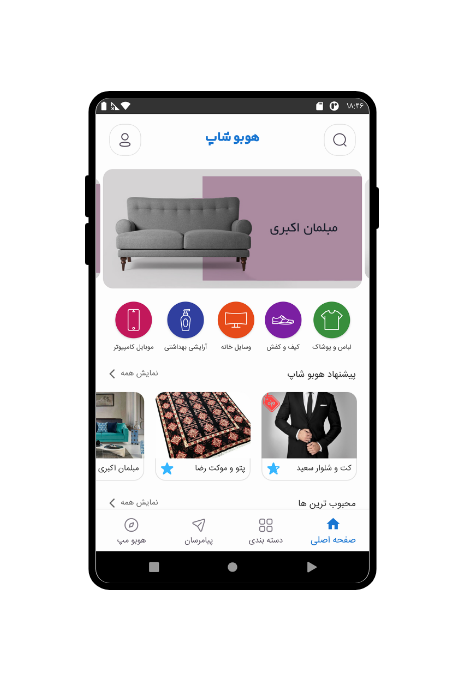 ۱۸:۴۶
هوبو شاپ
مبلمان اکبری
لباس و پوشاک
کیف و کفش
وسایل خانه
آرایشی بهداشتی
موبایل کامپیوتر
پیشنهاد هوبو شاپ
نمایش همه
کت و شلوار سعید
پتو و موکت رضا
مبلمان اکبری
محبوب ترین ها
نمایش همه
صفحه اصلی
دسته بندی
پیامرسان
هوبو مپ